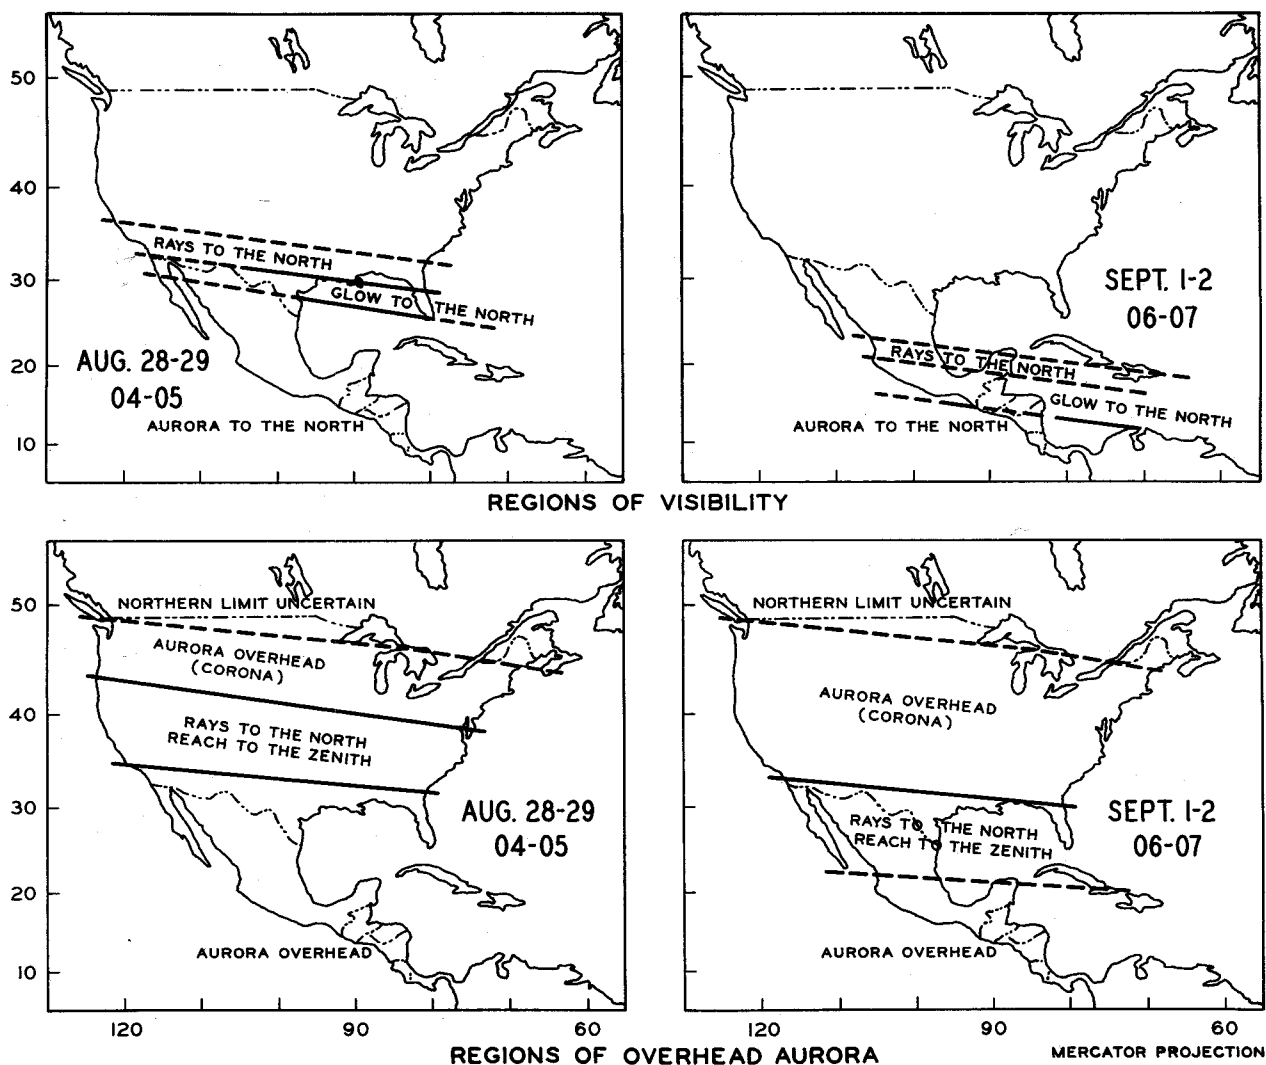 50
40
30
20
10
RAYS TO THE NORTH
GLOW TO THE NORTH
AUG. 28-29
04-05
AURORA TO THE NORTH
SEPT. 1-2
06-07
RAYS TO THE NORTH
GLOW TO THE NORTH
AURORA TO THE NORTH
REGIONS OF VISIBILITY
50
40
30
20
10
NORTHERN LIMIT UNCERTAIN
AURORA OVERHEAD
(CORONA)
RAYS TO THE NORTH
REACH TO THE ZENITH
AUG. 28-29
04-05
AURORA OVERHEAD
120 90 60
NORTHERN LIMIT UNCERTAIN
AURORA OVERHEAD
(CORONA)
RAYS TO THE NORTH
REACH TO THE ZENITH
SEPT. 1-2
06-07
AURORA OVERHEAD
120 90 60
REGIONS OF OVERHEAD AURORA
MERCATOR PROJECTION